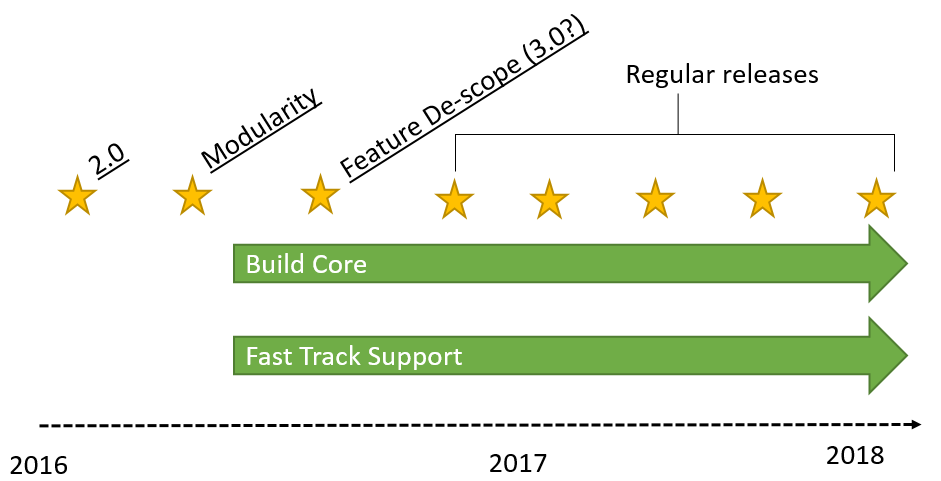 2.0
Modularity
Feature De-scope (3.0?)
Regular releases
Build Core
Fast Track Support
2016
2017
2018